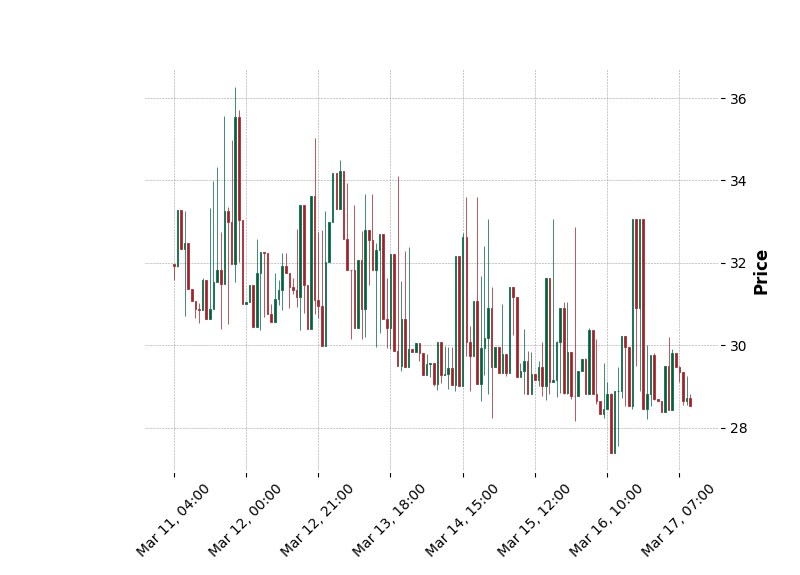 36
34
32
30
28
Price
Mar 11, 04:00
Mar 12, 00:00
Mar 12, 21:00
Mar 13, 18:00
Mar 14, 15:00
Mar 15, 12:00
Mar 16, 10:00
Mar 17, 07:00